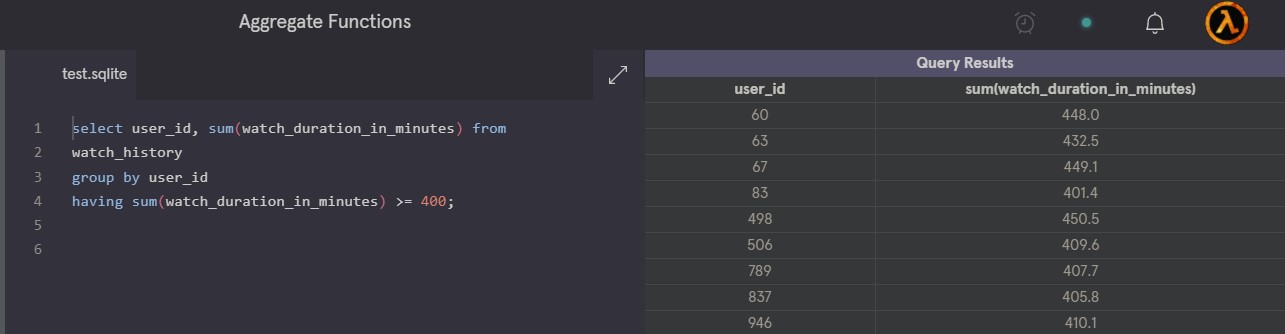 Aggregate Functions
λ
test.sqlite
1 select user_id, sum(watch_duration_in_minutes) from
2 watch_history
3 group by user_id
4 having sum(watch_duration_in_minutes) >= 400;
5
6
Query Results
user_id sum(watch_duration_in_minutes)
60 448.0
63 432.5
67 449.1
83 401.4
498 450.5
506 409.6
789 407.7
837 405.8
946 410.1